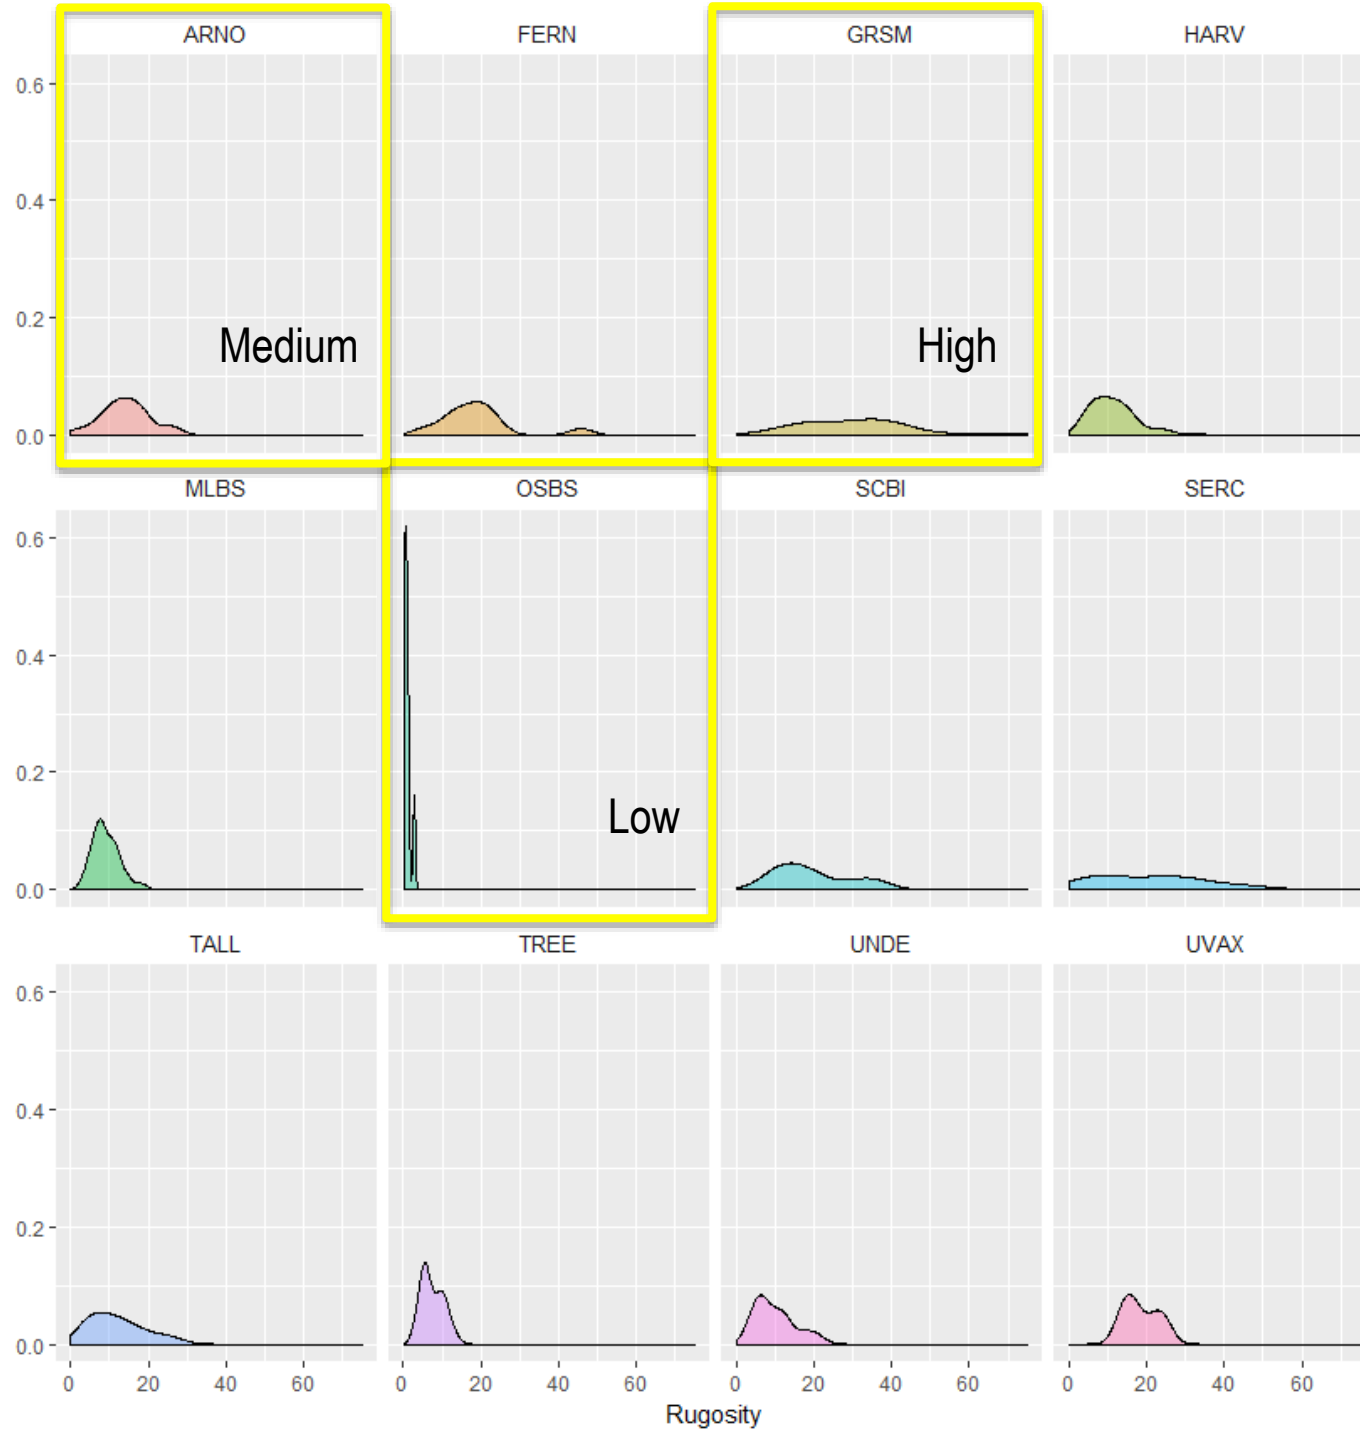 ARNO FERN GRSM HARV
0.6
0.4
0.2
Medium High
0.0
MLBS OSBS SCBI SERC
0.6
0.4
0.2
Low
0.0
TALL TREE UNDE UVAX
0.6
0.4
0.2
0.0
0 20 40 60 0 20 40 60 0 20 40 60 0 20 40 60
Rugosity